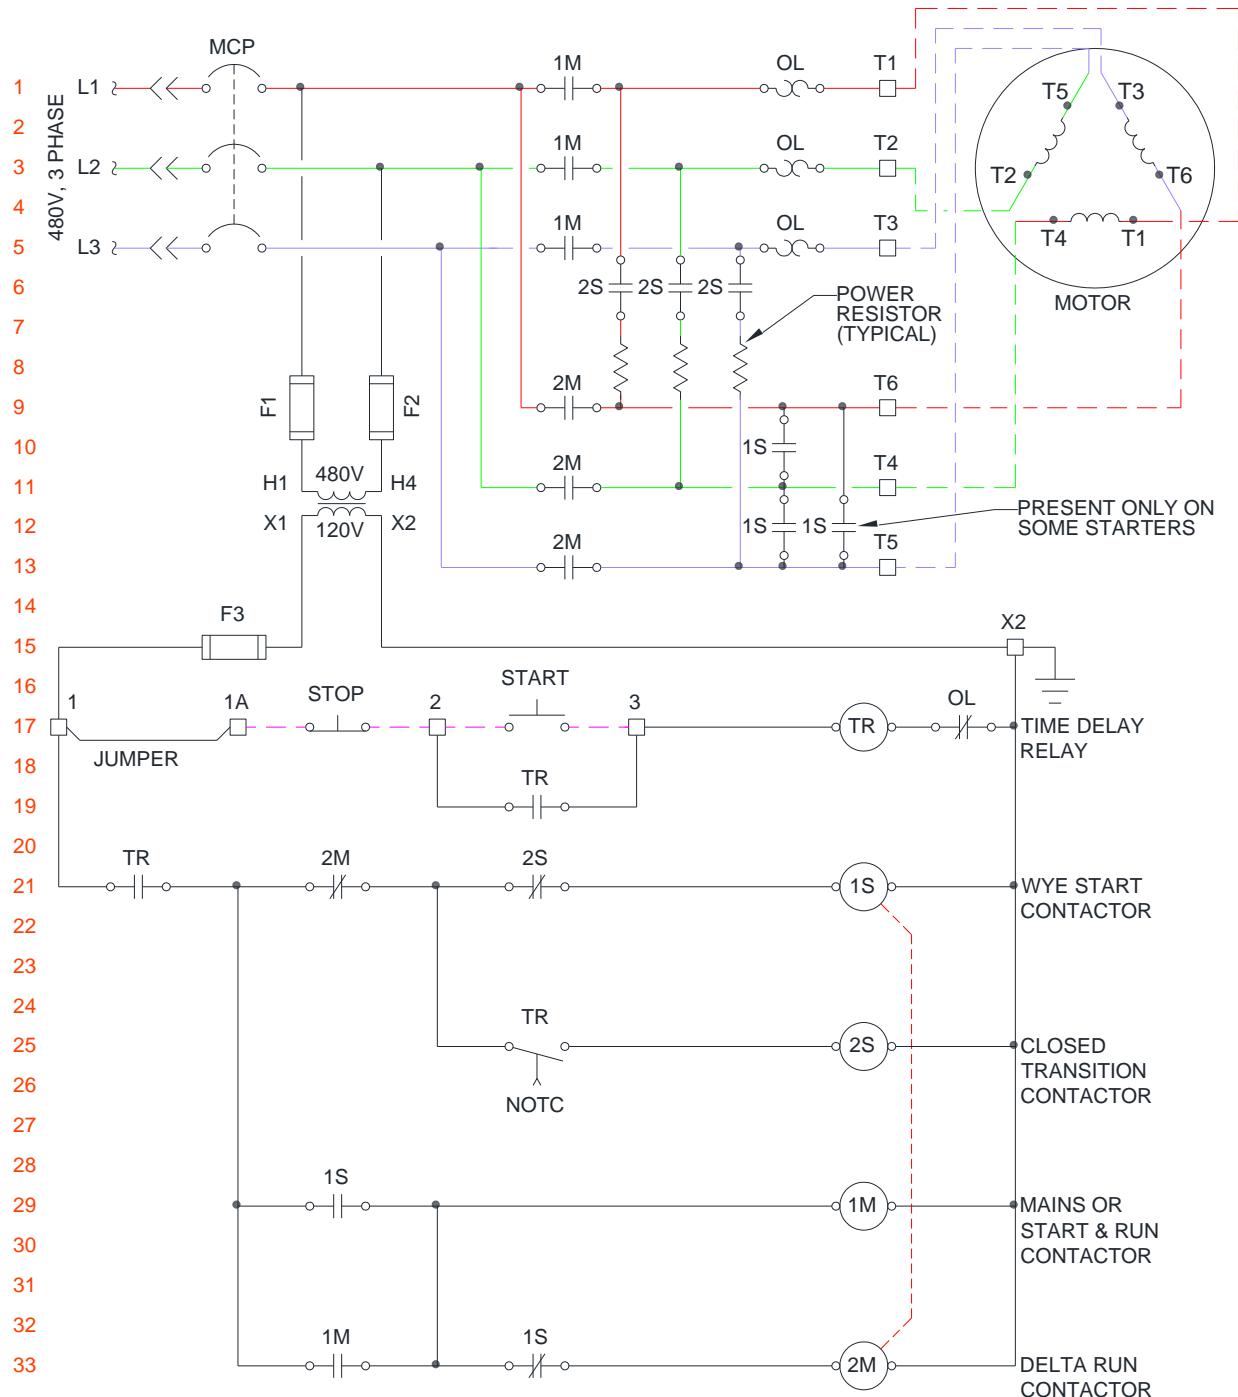 MCP
1M
OL
T1
1
L1
480V, 3 PHASE
T5
T3
2
1M
OL
T2
3
L2
T2
T6
4
1M
OL
T3
5
L3
T4
T1
6
2S
2S
2S
MOTOR
POWER
RESISTOR
(TYPICAL)
7
8
2M
T6
9
F1
F2
10
1S
2M
T4
11
H1
480V
H4
12
X1
120V
X2
1S
1S
PRESENT ONLY ON
SOME STARTERS
2M
T5
13
14
F3
X2
15
16
1
1A
STOP
2
START
3
OL
17
TR
TIME DELAY
RELAY
JUMPER
18
TR
19
20
TR
2M
2S
21
1S
WYE START
CONTACTOR
22
23
24
TR
25
2S
CLOSED
TRANSITION
CONTACTOR
26
NOTC
27
28
1S
29
1M
MAINS OR
START & RUN
CONTACTOR
30
31
32
1M
1S
33
2M
DELTA RUN
CONTACTOR